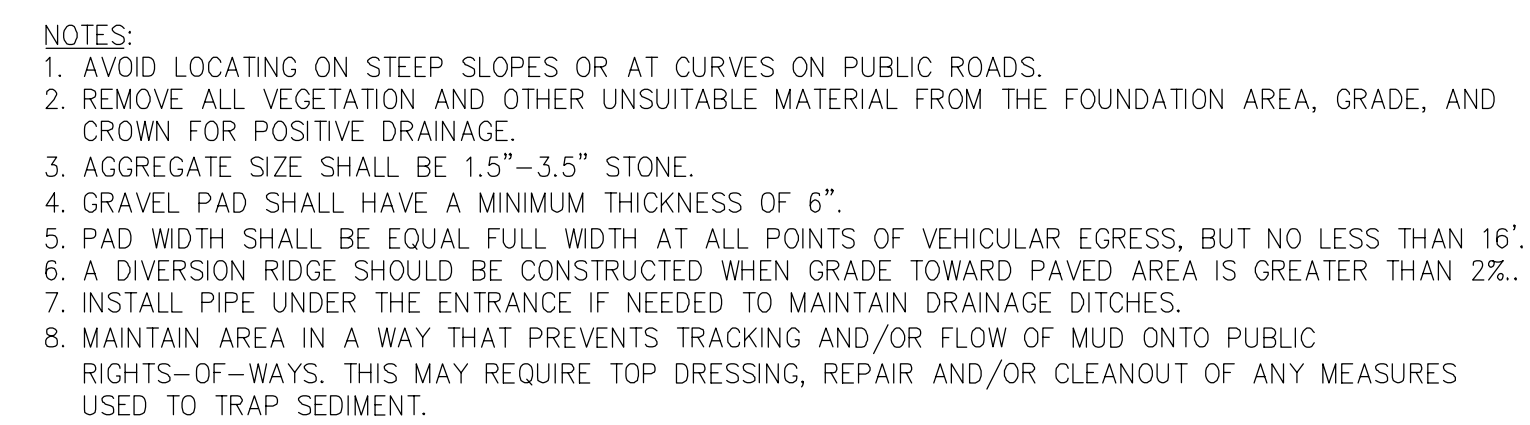 NOTES:
1. AVOID LOCATING ON STEEP SLOPES OR AT CURVES ON PUBLIC ROADS.
2. REMOVE ALL VEGETATION AND OTHER UNSUITABLE MATERIAL FROM THE FOUNDATION AREA, GRADE, AND
CROWN FOR POSITIVE DRAINAGE.
3. AGGREGATE SIZE SHALL BE 1.5”–3.5” STONE.
4. GRAVEL PAD SHALL HAVE A MINIMUM THICKNESS OF 6”.
5. PAD WIDTH SHALL BE EQUAL FULL WIDTH AT ALL POINTS OF VEHICULAR EGRESS, BUT NO LESS THAN 16’.
6. A DIVERSION RIDGE SHOULD BE CONSTRUCTED WHEN GRADE TOWARD PAVED AREA IS GREATER THAN 2%..
7. INSTALL PIPE UNDER THE ENTRANCE IF NEEDED TO MAINTAIN DRAINAGE DITCHES.
8. MAINTAIN AREA IN A WAY THAT PREVENTS TRACKING AND/OR FLOW OF MUD ONTO PUBLIC
RIGHTS–OF–WAYS. THIS MAY REQUIRE TOP DRESSING, REPAIR AND/OR CLEANOUT OF ANY MEASURES
USED TO TRAP SEDIMENT.